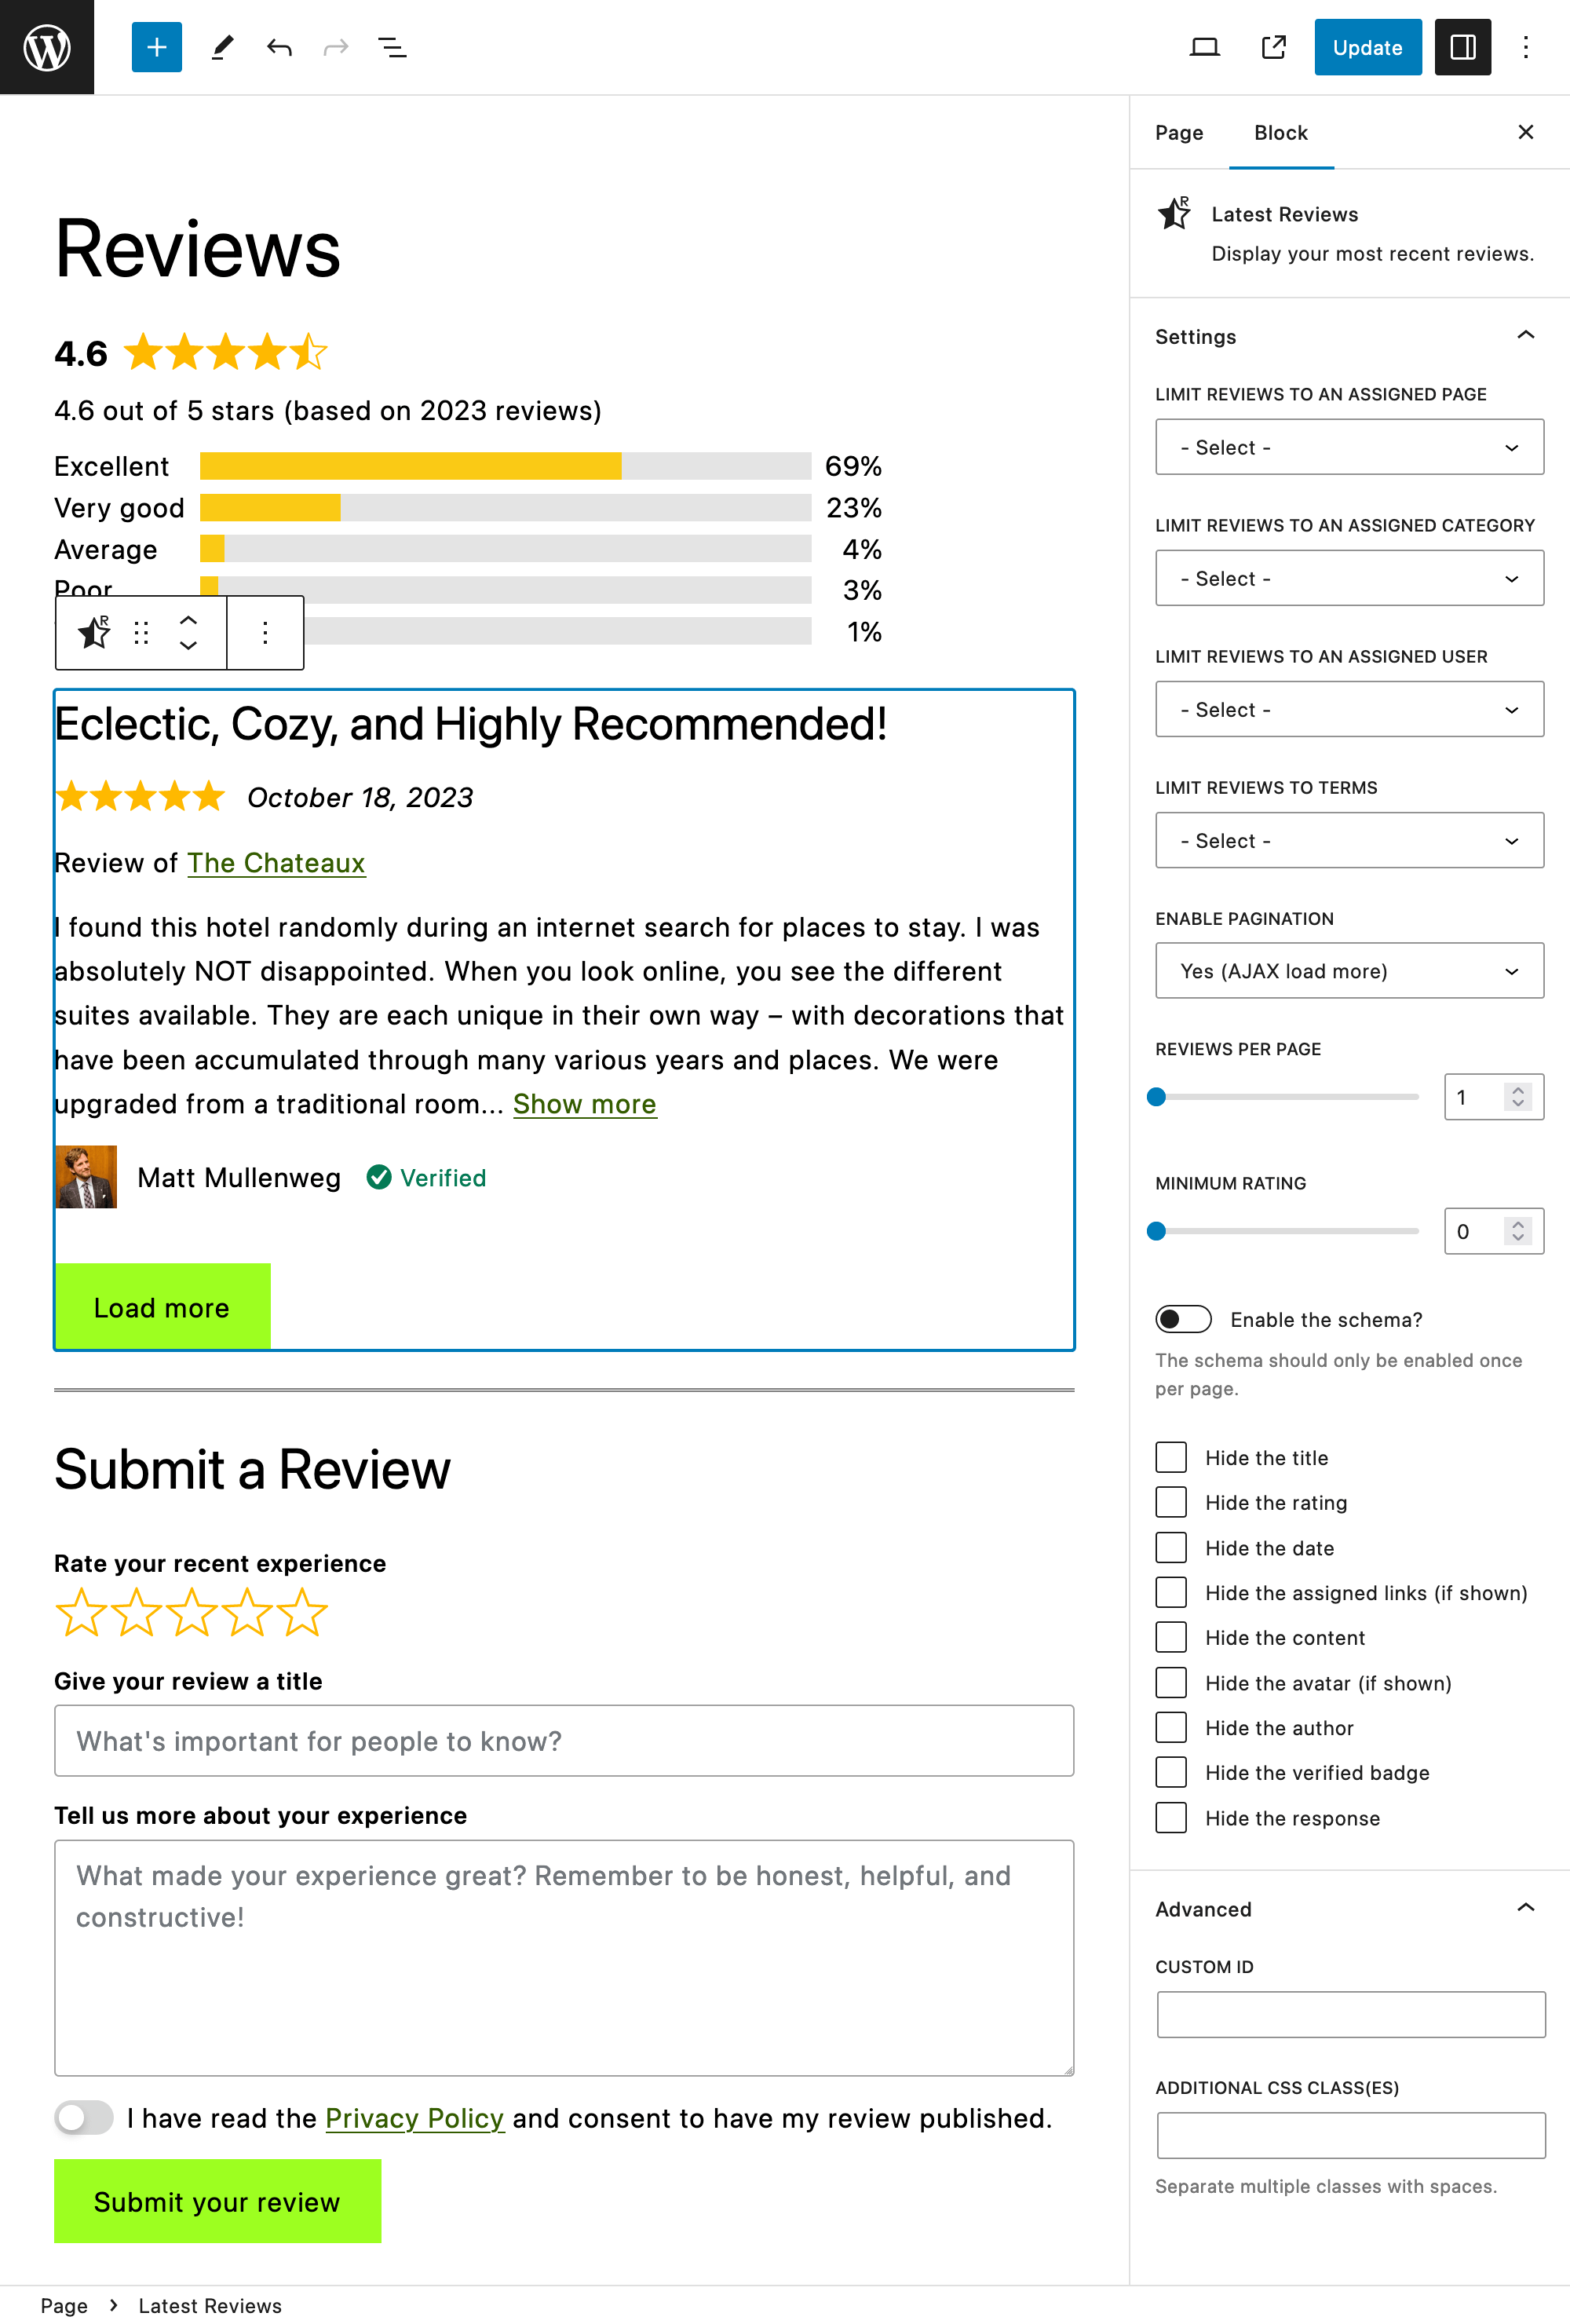 Update
Reviews
4.6
4.6 out of 5 stars (based on 2023 reviews)
Excellent 69%
Very good 23%
Average 4%
Poor 3%
1%
Eclectic, Cozy, and Highly Recommended!
October 18, 2023
Review of The Chateaux
I found this hotel randomly during an internet search for places to stay. I was
absolutely NOT disappointed. When you look online, you see the different
suites available. They are each unique in their own way – with decorations that
have been accumulated through many various years and places. We were
upgraded from a traditional room... Show more
Matt Mullenweg Verified
Load more
Submit a Review
Rate your recent experience
Give your review a title
What's important for people to know?
Tell us more about your experience
What made your experience great? Remember to be honest, helpful, and
constructive!
I have read the Privacy Policy and consent to have my review published.
Submit your review
Page Block
R
Latest Reviews
Display your most recent reviews.
Settings
LIMIT REVIEWS TO AN ASSIGNED PAGE
- Select -
LIMIT REVIEWS TO AN ASSIGNED CATEGORY
- Select -
LIMIT REVIEWS TO AN ASSIGNED USER
- Select -
LIMIT REVIEWS TO TERMS
- Select -
ENABLE PAGINATION
Yes (AJAX load more)
REVIEWS PER PAGE
1
MINIMUM RATING
0
Enable the schema?
The schema should only be enabled once
per page.
Hide the title
Hide the rating
Hide the date
Hide the assigned links (if shown)
Hide the content
Hide the avatar (if shown)
Hide the author
Hide the verified badge
Hide the response
Advanced
CUSTOM ID
ADDITIONAL CSS CLASS(ES)
Separate multiple classes with spaces.
Page › Latest Reviews